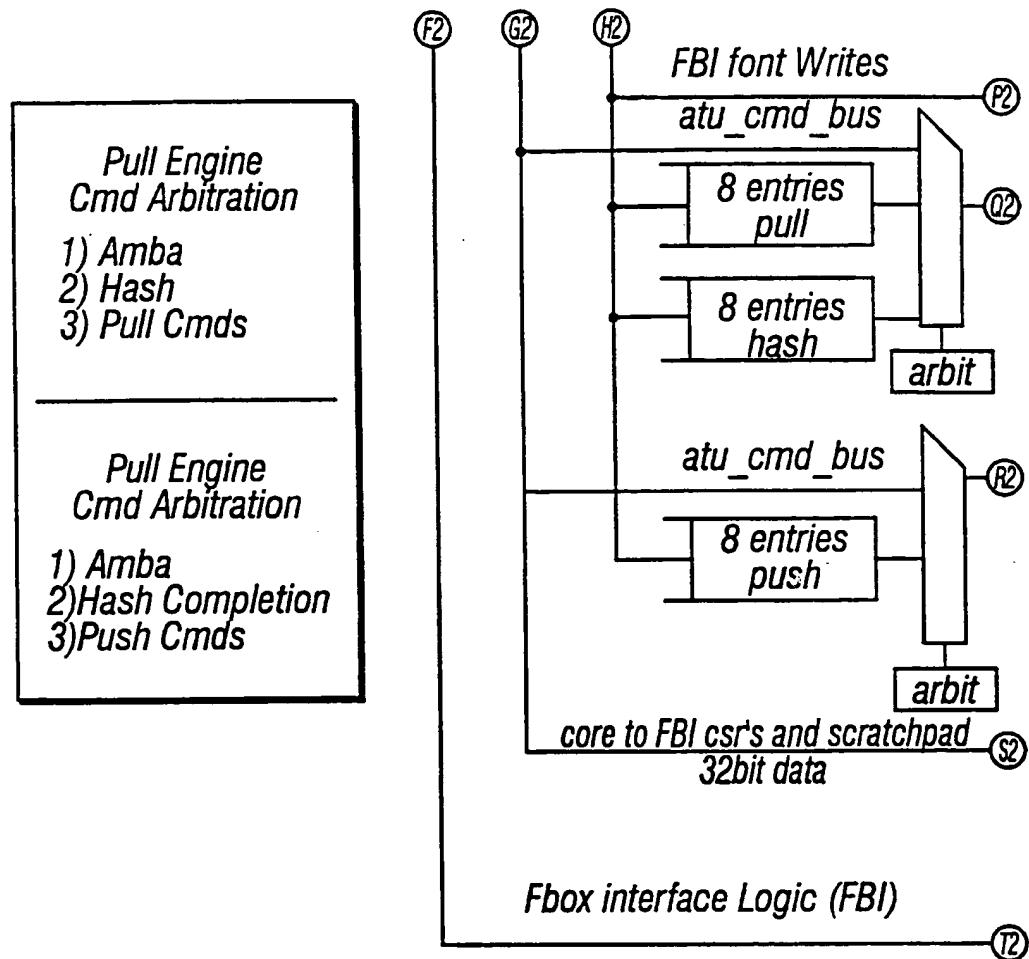 F2 G2 H2
FBI font Writes
P2
atu_cmd_bus
8 entries
pull
Q2
8 entries
hash
arbit
atu_cmd_bus
R2
8 entries
push
arbit
core to FBI csr's and scratchpad
32bit data
S2
Fbox interface Logic (FBI)
T2
Pull Engine
Cmd Arbitration
1) Amba
2) Hash
3) Pull Cmds
Pull Engine
Cmd Arbitration
1) Amba
2)Hash Completion
3)Push Cmds